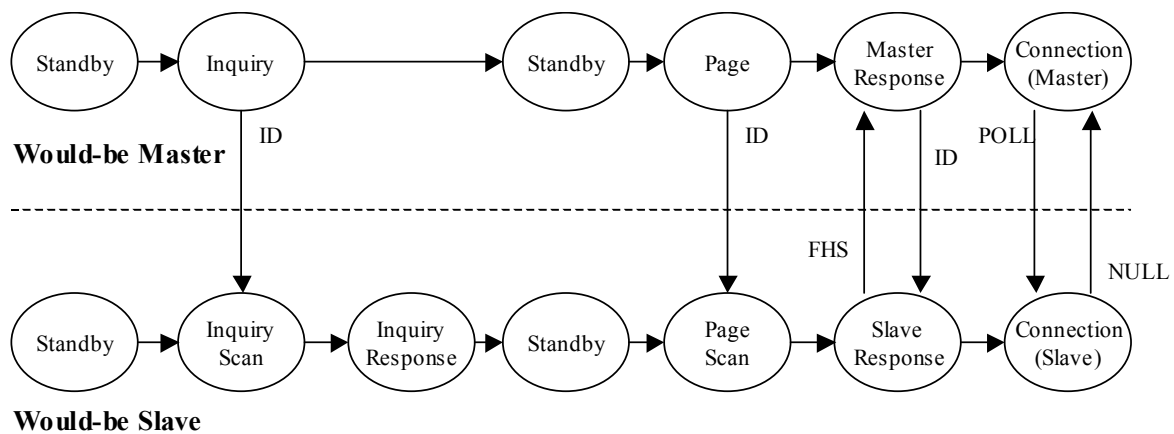 Standby
Inquiry
Standby
Page
Master
Response
Connection
(Master)
ID
ID
ID
POLL
Would-be Master
FHS
NULL
Standby
Inquiry
Scan
Inquiry
Response
Standby
Page
Scan
Slave
Response
Connection
(Slave)
Would-be Slave